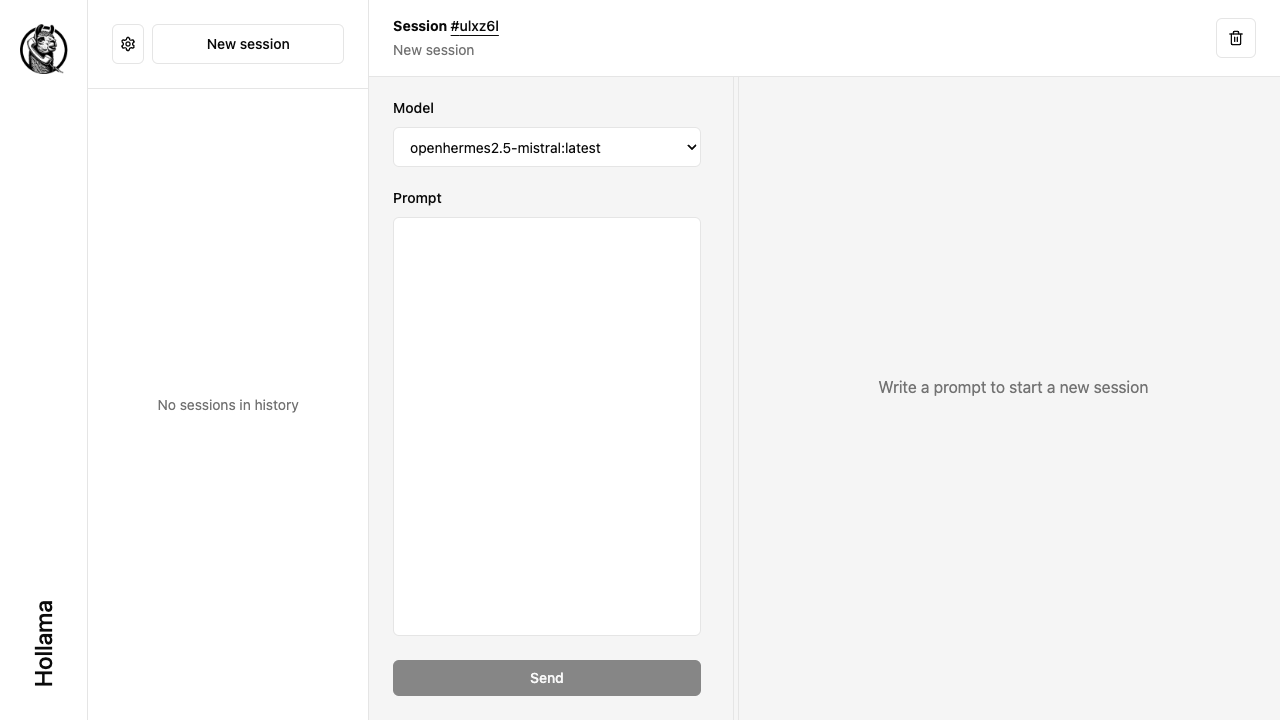 New session
No sessions in history
Hollama
Session #ulxz6l
New session
Model
openhermes2.5-mistral:latest
Prompt
Send
Write a prompt to start a new session